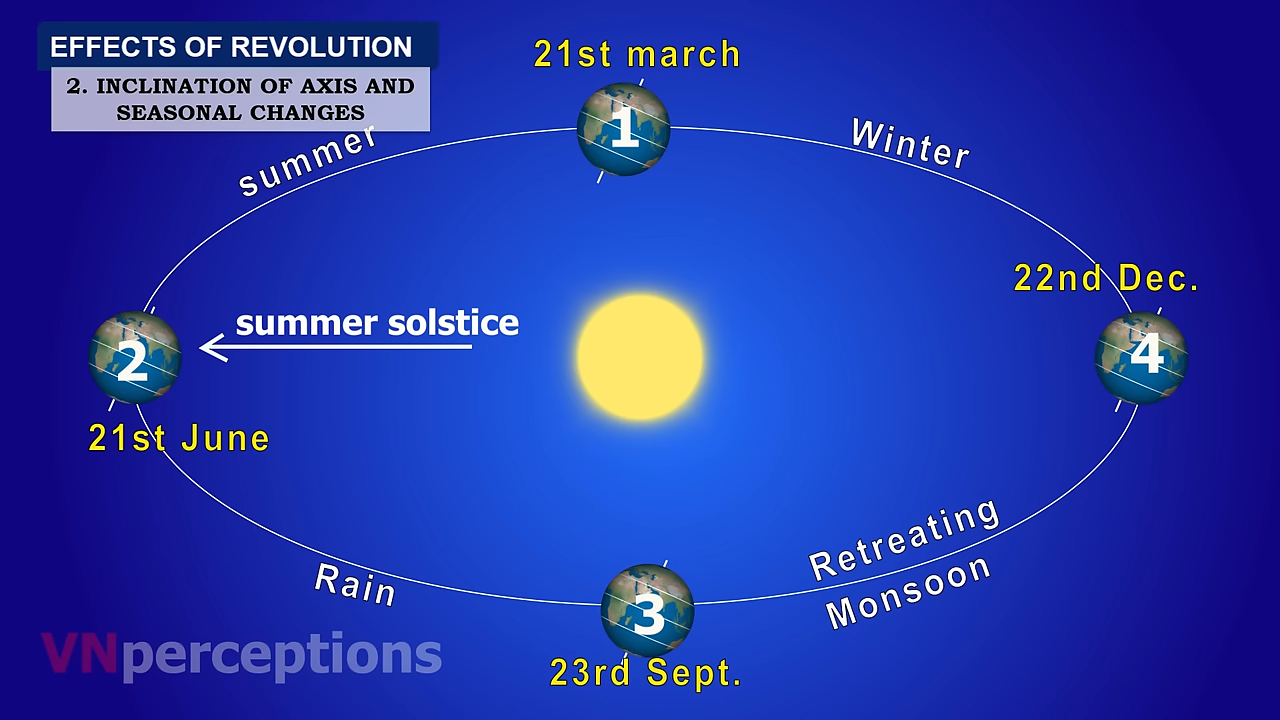 EFFECTS OF REVOLUTION
2. INCLINATION OF AXIS AND
SEASONAL CHANGES
21st march
summer
Winter
1
22nd Dec.
summer solstice
2
4
21st June
Retreating
Monsoon
Rain
3
23rd Sept.
VNperceptions